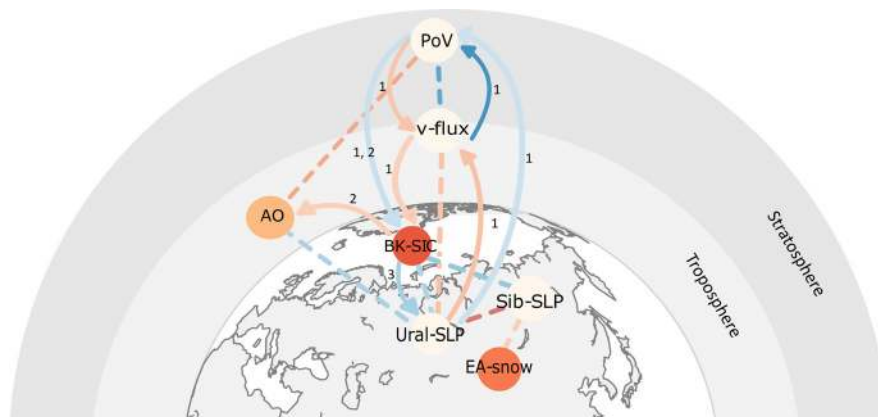 PoV
1
1
v-flux
1, 2
1
1
2
1
AO
BK-SIC
3
Sib-SLP
Ural-SLP
EA-snow
Stratosphere
Troposphere